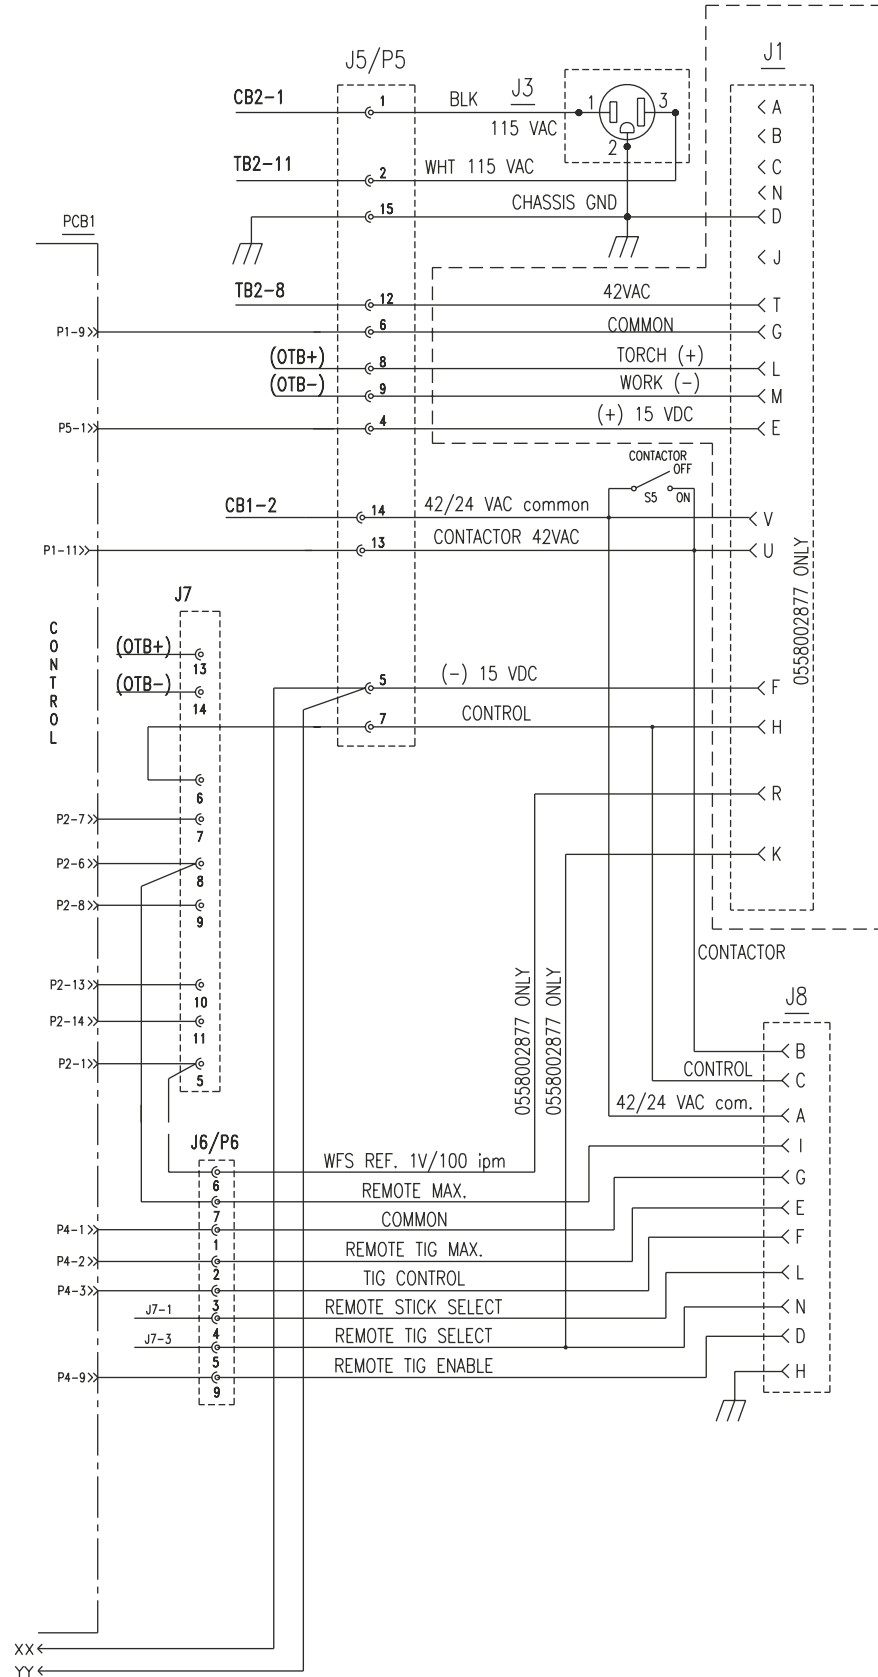 J5/P5
J1
CB2-1
1
BLK
J3
1
3
A
115 VAC
2
B
TB2-11
2
WHT 115 VAC
C
N
15
CHASSIS GND
D
PCB1
J
TB2-8
12
42VAC
T
P1-9
6
COMMON
G
(OTB+)
8
TORCH (+)
L
(OTB-)
9
WORK (-)
M
P5-1
4
(+) 15 VDC
E
CONTACTOR
OFF
S5
ON
CB1-2
14
42/24 VAC common
V
P1-11
13
CONTACTOR 42VAC
U
0558002877 ONLY
J7
CONTROL
(OTB+)
13
(OTB-)
14
5
(-) 15 VDC
F
7
CONTROL
H
6
R
P2-7
7
P2-6
8
K
P2-8
9
CONTACTOR
0558002877 ONLY
0558002877 ONLY
P2-13
10
P2-14
11
P2-1
5
J8
B
CONTROL
C
42/24 VAC com.
A
J6/P6
I
WFS REF. 1V/100 ipm
6
G
REMOTE MAX.
7
E
P4-1
COMMON
1
F
P4-2
REMOTE TIG MAX.
2
L
P4-3
TIG CONTROL
3
N
J7-1
REMOTE STICK SELECT
4
D
J7-3
REMOTE TIG SELECT
5
H
P4-9
REMOTE TIG ENABLE
9
XX
YY